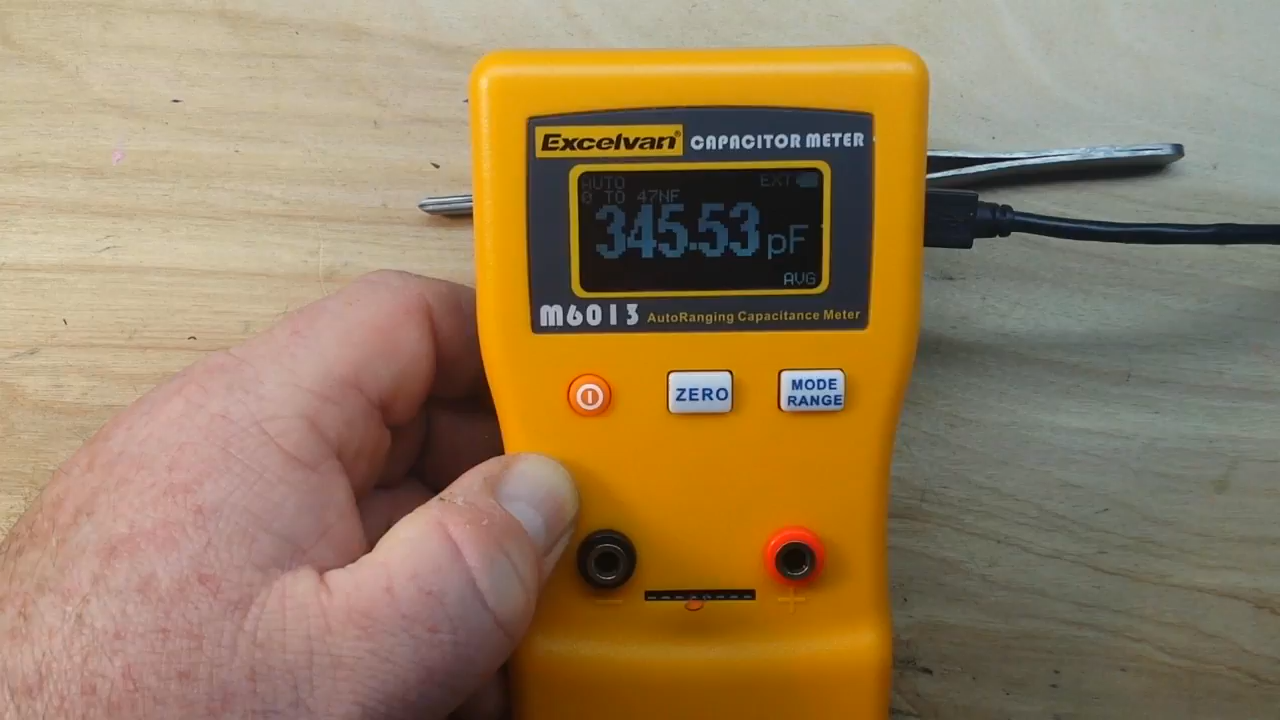 Excelvan® CAPACITOR METER
AUTO EXT
0 TO 47NF
345.53 pF
AVG
M6013 AutoRanging Capacitance Meter
ZERO
MODE
RANGE
− +